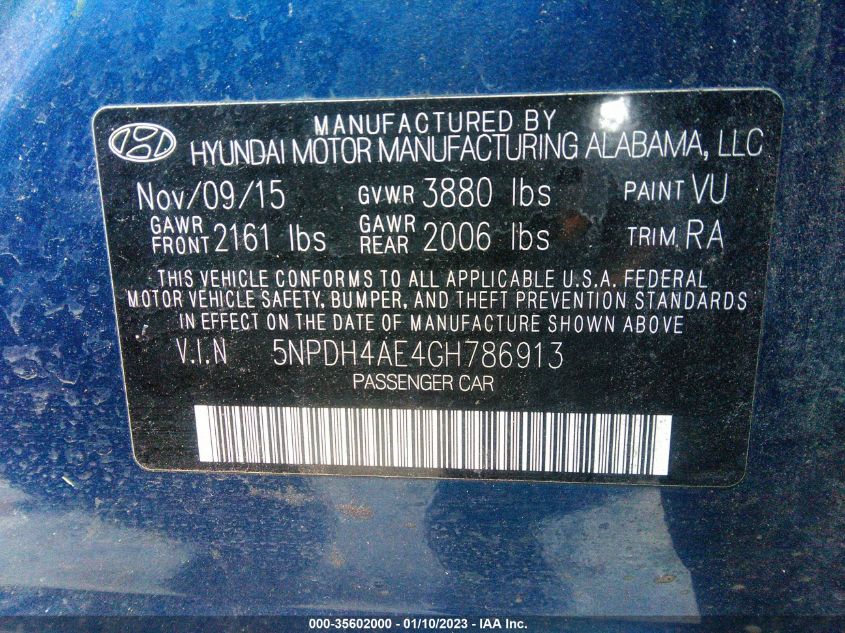 MANUFACTURED BY
HYUNDAI MOTOR MANUFACTURING ALABAMA, LLC
Nov/09/15 GVWR 3880 lbs PAINT VU
GAWR FRONT 2161 lbs GAWR REAR 2006 lbs TRIM RA
THIS VEHICLE CONFORMS TO ALL APPLICABLE U.S.A. FEDERAL
MOTOR VEHICLE SAFETY, BUMPER, AND THEFT PREVENTION STANDARDS
IN EFFECT ON THE DATE OF MANUFACTURE SHOWN ABOVE
V.I.N 5NPDH4AE4GH786913
PASSENGER CAR
000-35602000 - 01/10/2023 - IAA Inc.